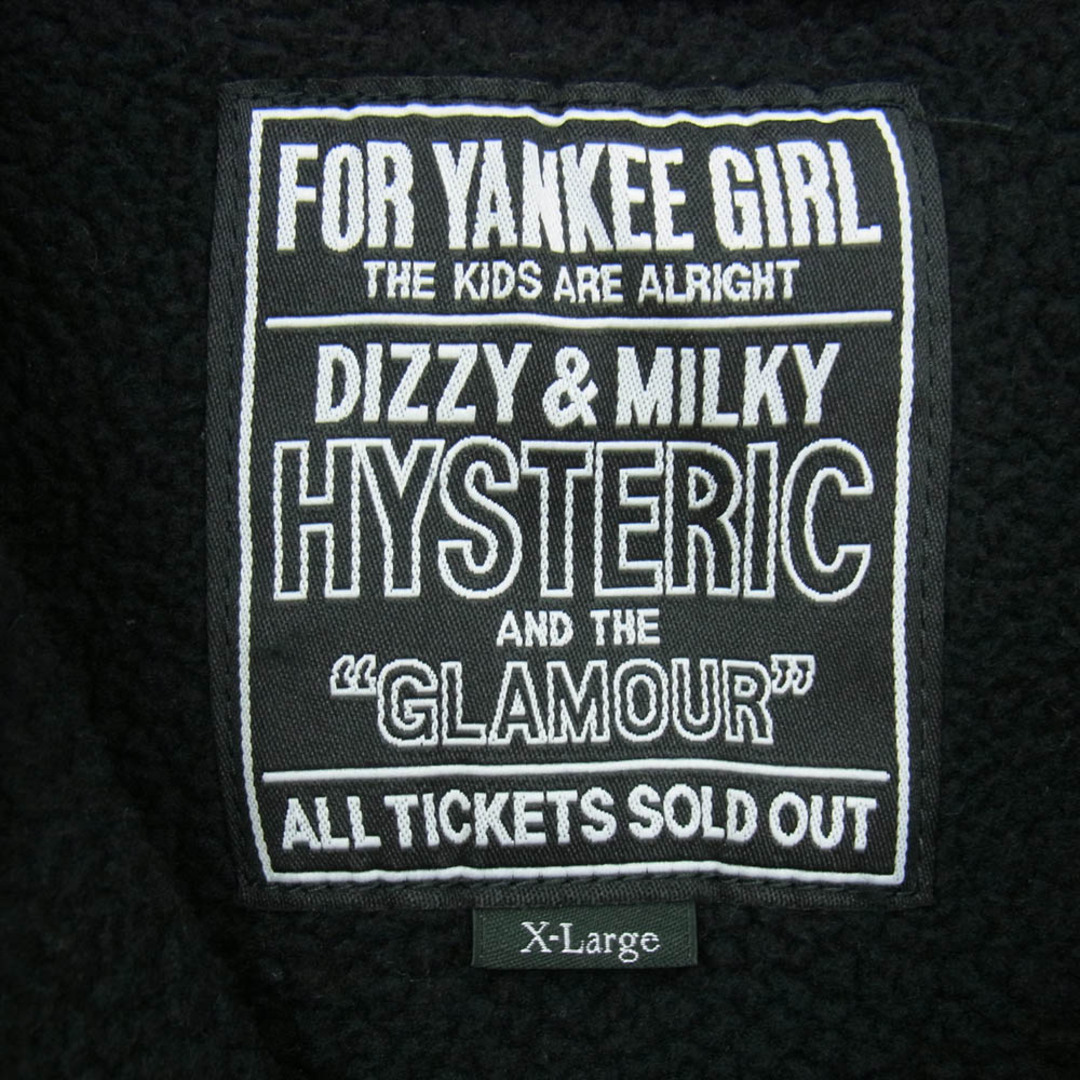 FOR YANKEE GIRL
THE KIDS ARE ALRIGHT
DIZZY & MILKY
HYSTERIC
AND THE
“GLAMOUR”
ALL TICKETS SOLD OUT
X-Large